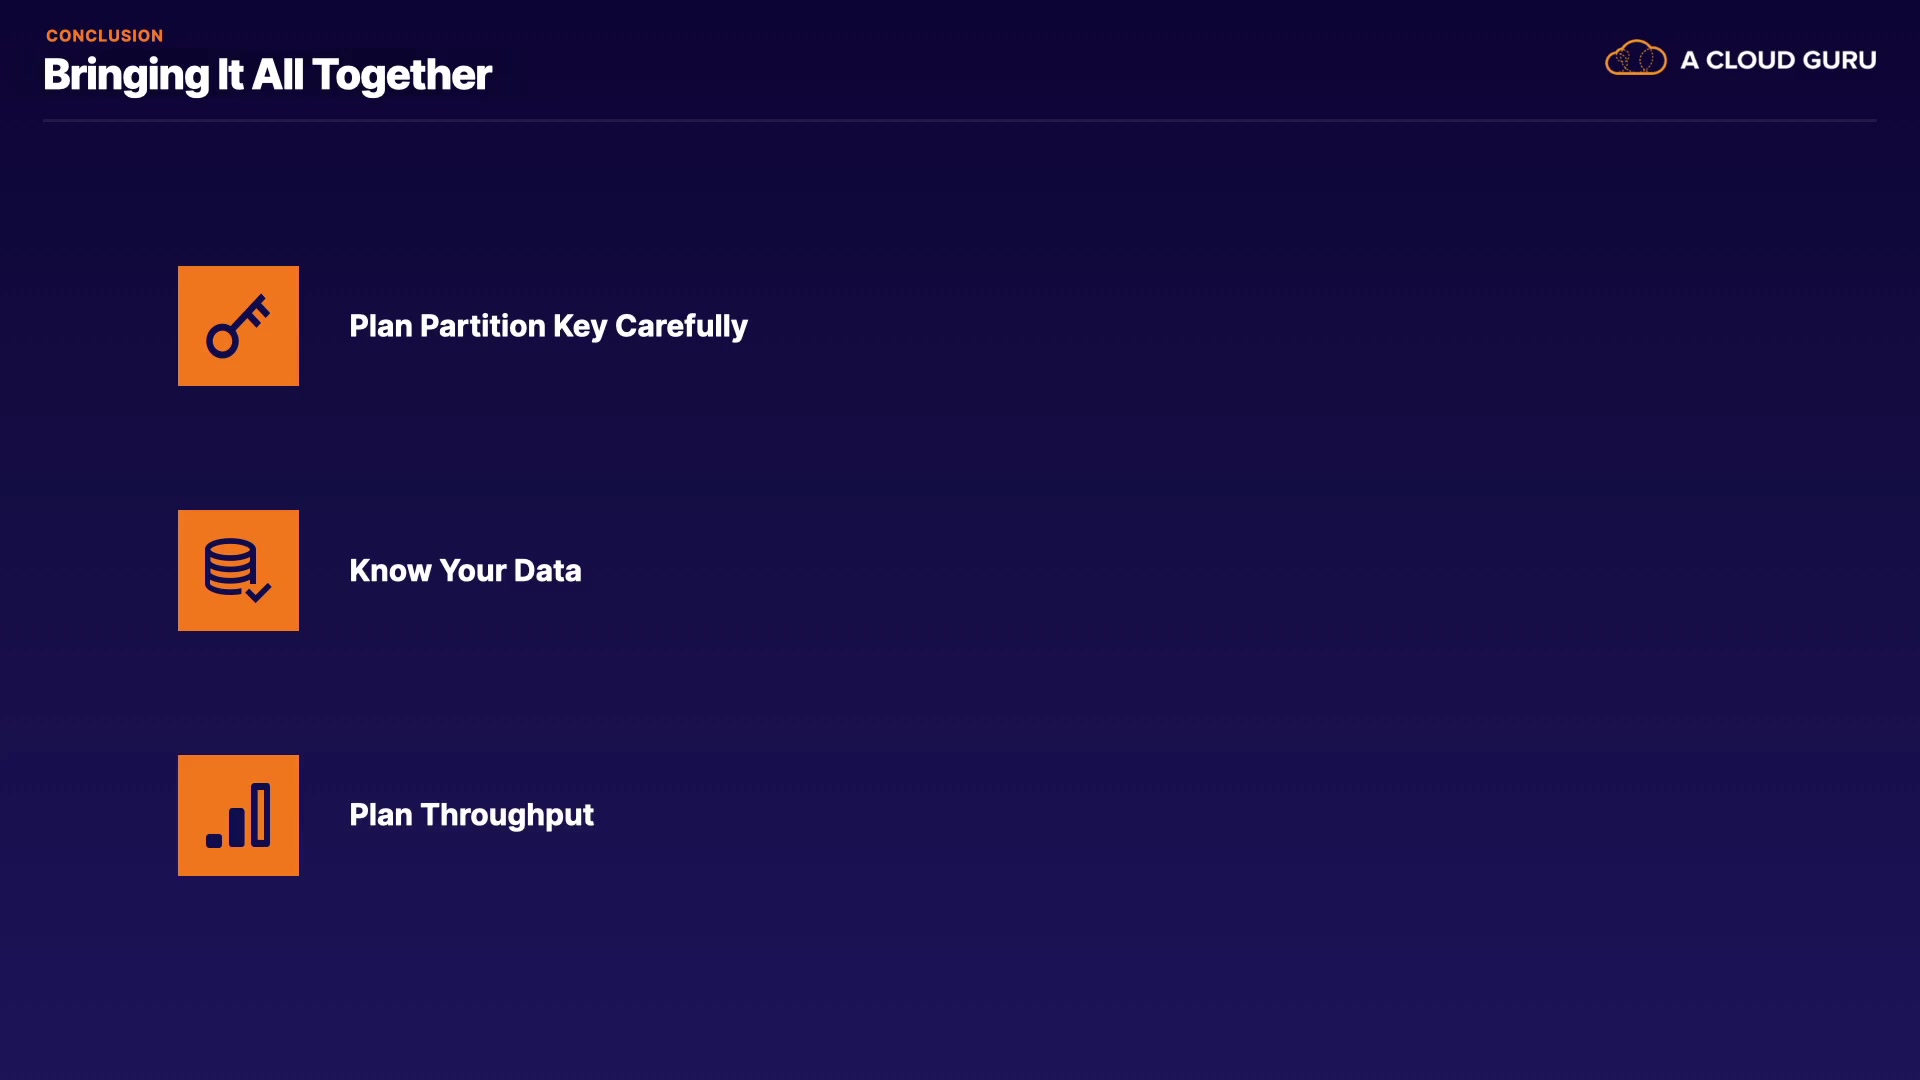 CONCLUSION
Bringing It All Together
A CLOUD GURU
Plan Partition Key Carefully
Know Your Data
Plan Throughput